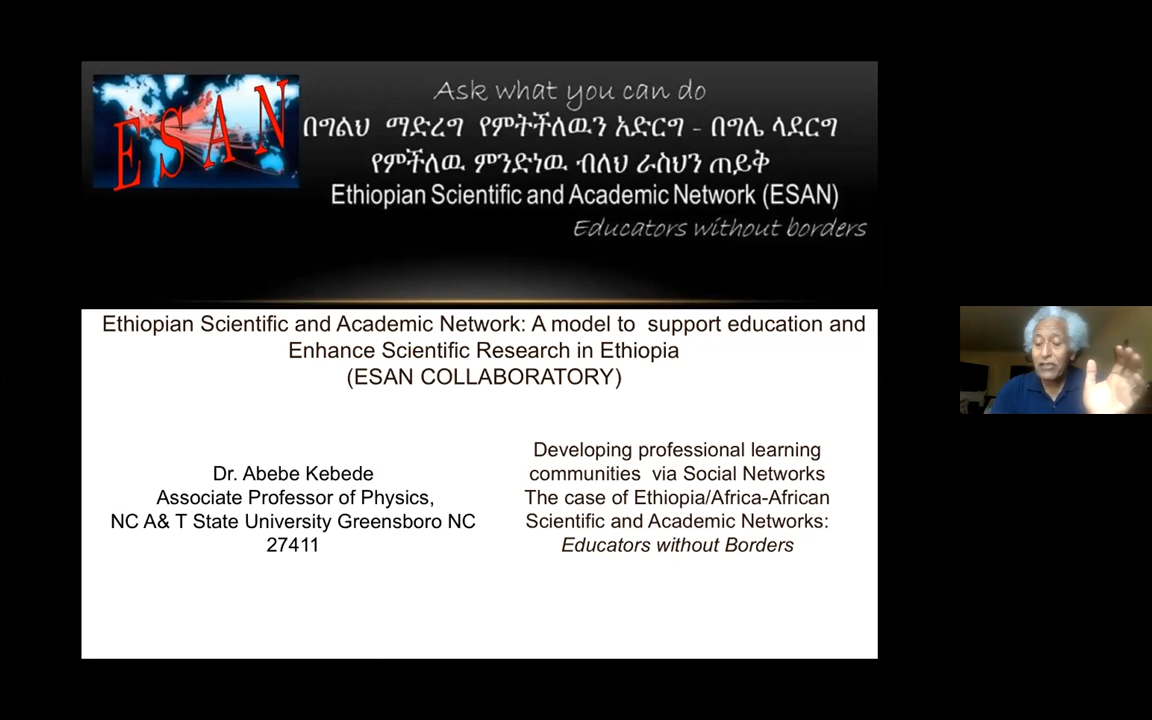 ESAN
Ask what you can do
በግልህ ማድረግ የምትችለዉን አድርግ - በግሌ ላደርግ
የምችለዉ ምንድነዉ ብለህ ራስህን ጠይቅ
Ethiopian Scientific and Academic Network (ESAN)
Educators without borders
Ethiopian Scientific and Academic Network: A model to support education and
Enhance Scientific Research in Ethiopia
(ESAN COLLABORATORY)
Dr. Abebe Kebede
Associate Professor of Physics,
NC A& T State University Greensboro NC
27411
Developing professional learning
communities via Social Networks
The case of Ethiopia/Africa-African
Scientific and Academic Networks:
Educators without Borders